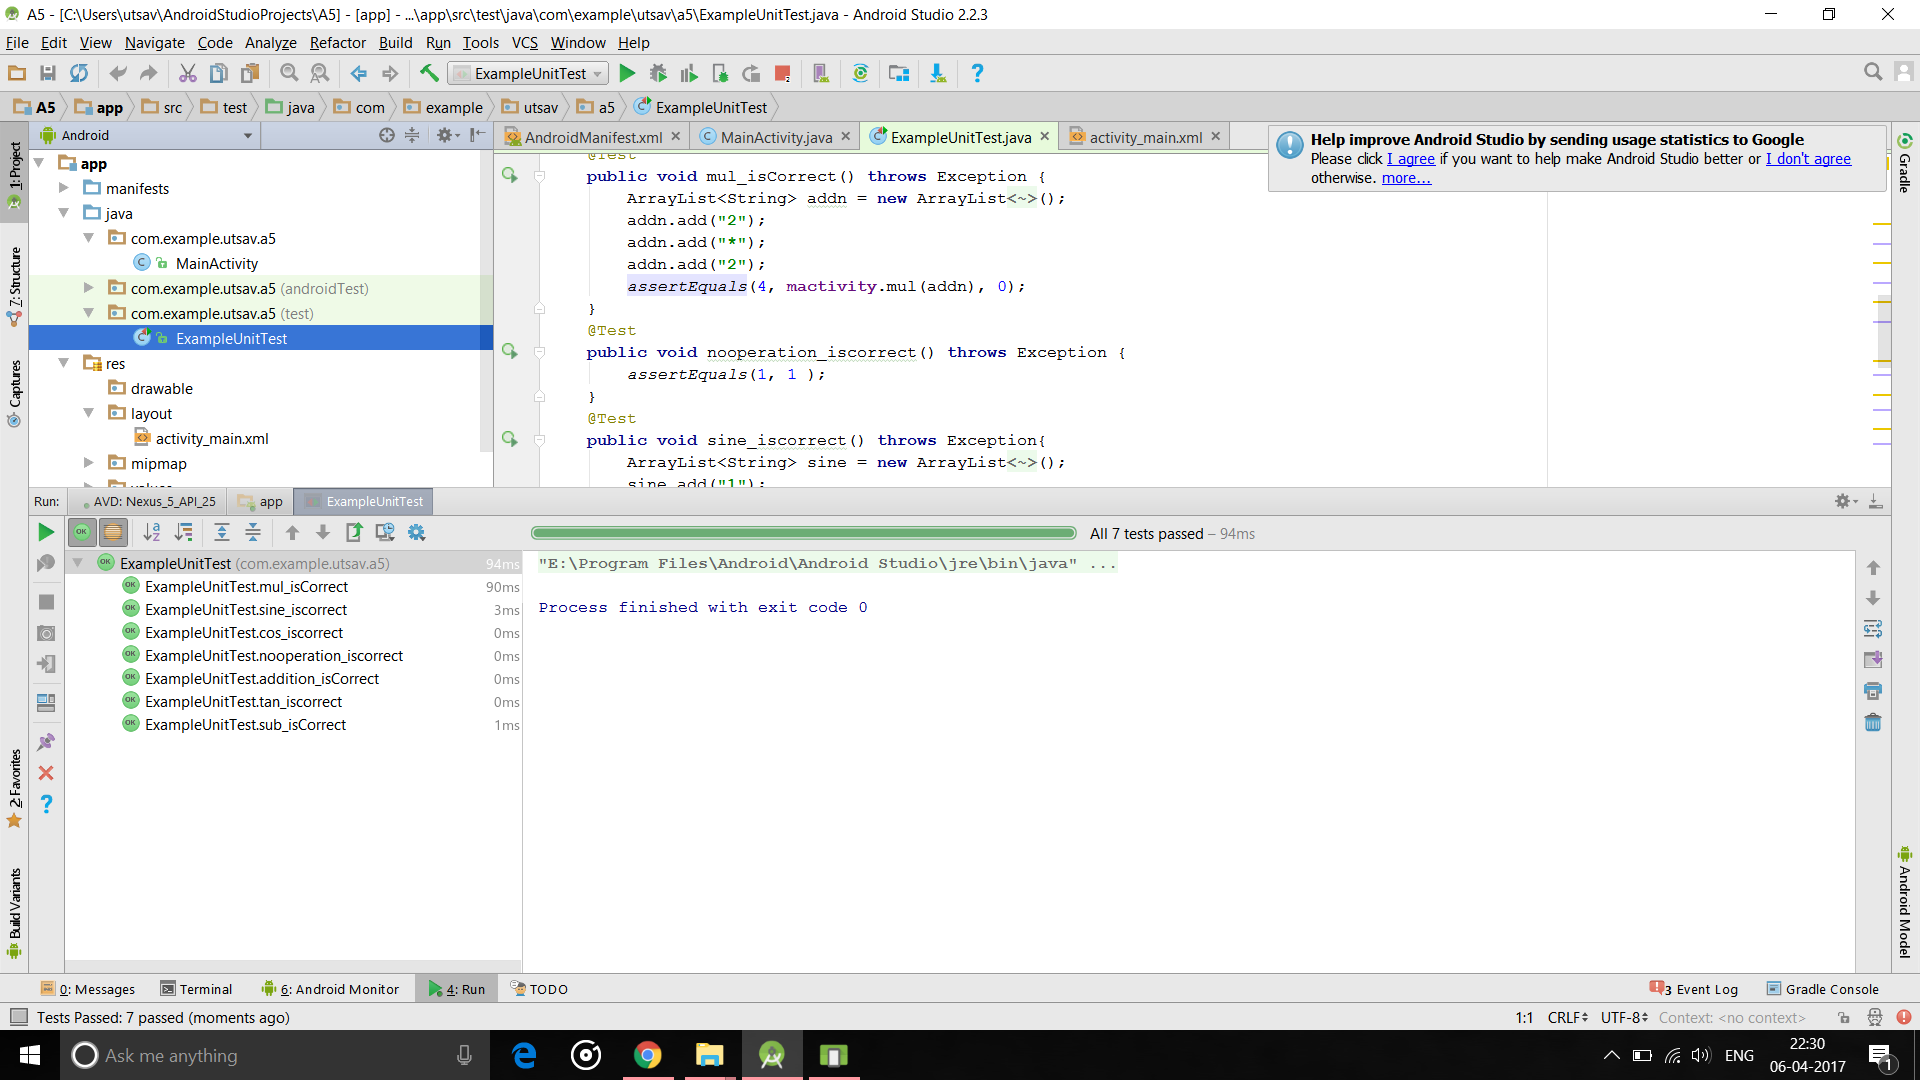 A5 - [C:\Users\utsav\AndroidStudioProjects\A5] - [app] - ...\app\src\test\java\com\example\utsav\a5\ExampleUnitTest.java - Android Studio 2.2.3
File Edit View Navigate Code Analyze Refactor Build Run Tools VCS Window Help
ExampleUnitTest
A5 app src test java com example utsav a5 ExampleUnitTest
1: Project
7: Structure
Captures
2: Favorites
Build Variants
Android
app
manifests
java
com.example.utsav.a5
MainActivity
com.example.utsav.a5 (androidTest)
com.example.utsav.a5 (test)
ExampleUnitTest
res
drawable
layout
activity_main.xml
mipmap
AndroidManifest.xml MainActivity.java ExampleUnitTest.java activity_main.xml
@Test
public void mul_isCorrect() throws Exception {
ArrayList<String> addn = new ArrayList<~>();
addn.add("2");
addn.add("*");
addn.add("2");
assertEquals(4, mactivity.mul(addn), 0);
}
@Test
public void nooperation_iscorrect() throws Exception {
assertEquals(1, 1 );
}
@Test
public void sine_iscorrect() throws Exception{
ArrayList<String> sine = new ArrayList<~>();
sine.add("1");
Help improve Android Studio by sending usage statistics to Google
Please click I agree if you want to help make Android Studio better or I don't agree
otherwise. more...
Gradle
Android Model
Run: AVD: Nexus_5_API_25 app ExampleUnitTest
All 7 tests passed – 94ms
ExampleUnitTest (com.example.utsav.a5) 94ms
ExampleUnitTest.mul_isCorrect 90ms
ExampleUnitTest.sine_iscorrect 3ms
ExampleUnitTest.cos_iscorrect 0ms
ExampleUnitTest.nooperation_iscorrect 0ms
ExampleUnitTest.addition_isCorrect 0ms
ExampleUnitTest.tan_iscorrect 0ms
ExampleUnitTest.sub_isCorrect 1ms
"E:\Program Files\Android\Android Studio\jre\bin\java" ...
Process finished with exit code 0
0: Messages Terminal 6: Android Monitor 4: Run TODO 3 Event Log Gradle Console
Tests Passed: 7 passed (moments ago) 1:1 CRLF UTF-8 Context: <no context>
Ask me anything
ENG
22:30
06-04-2017
1